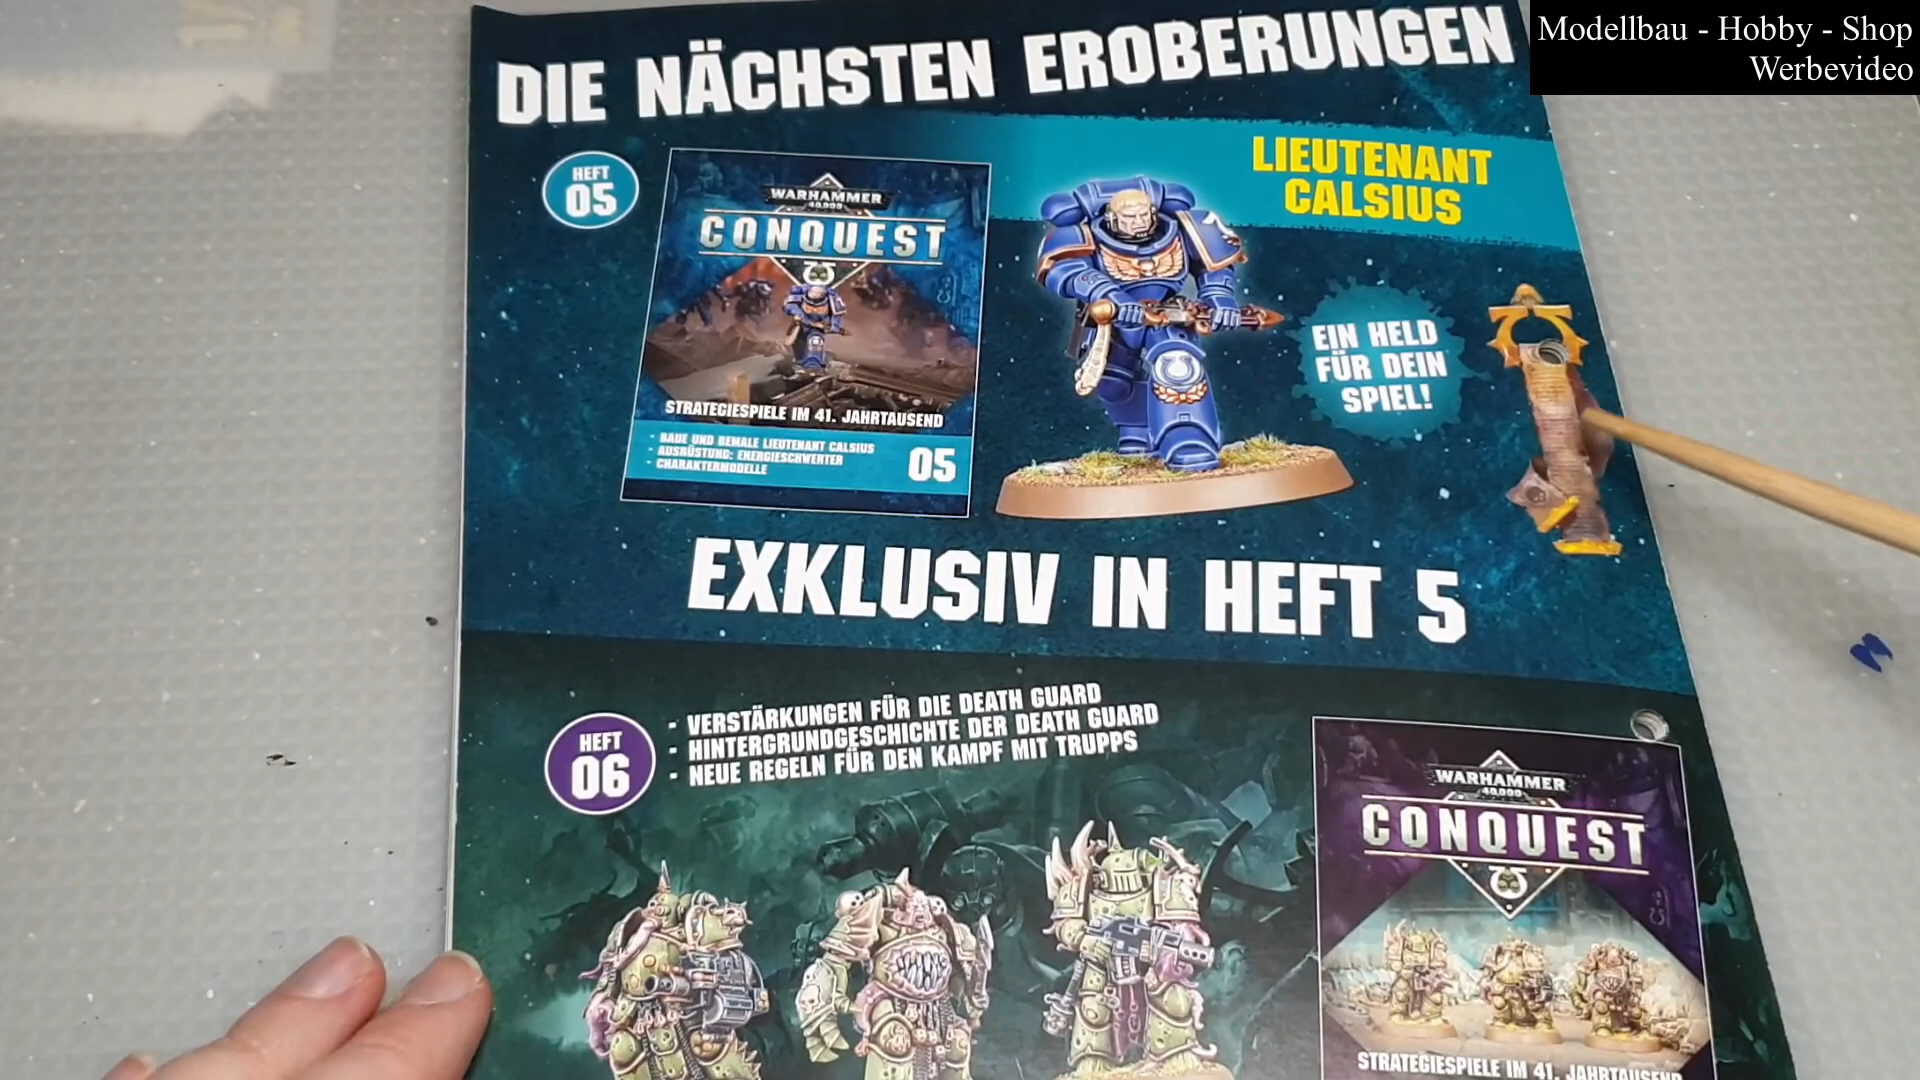 Modellbau - Hobby - Shop
Werbevideo
DIE NÄCHSTEN EROBERUNGEN
HEFT
05
WARHAMMER
40,000
CONQUEST
STRATEGIESPIELE IM 41. JAHRTAUSEND
- BAUE UND BEMALE LIEUTENANT CALSIUS
- AUSRÜSTUNG: ENERGIESCHWERTER
- CHARAKTERMODELLE
05
LIEUTENANT
CALSIUS
EIN HELD
FÜR DEIN
SPIEL!
EXKLUSIV IN HEFT 5
HEFT
06
- VERSTÄRKUNGEN FÜR DIE DEATH GUARD
- HINTERGRUNDGESCHICHTE DER DEATH GUARD
- NEUE REGELN FÜR DEN KAMPF MIT TRUPPS
WARHAMMER
40,000
CONQUEST
STRATEGIESPIELE IM 41. JAHRTAUSEND